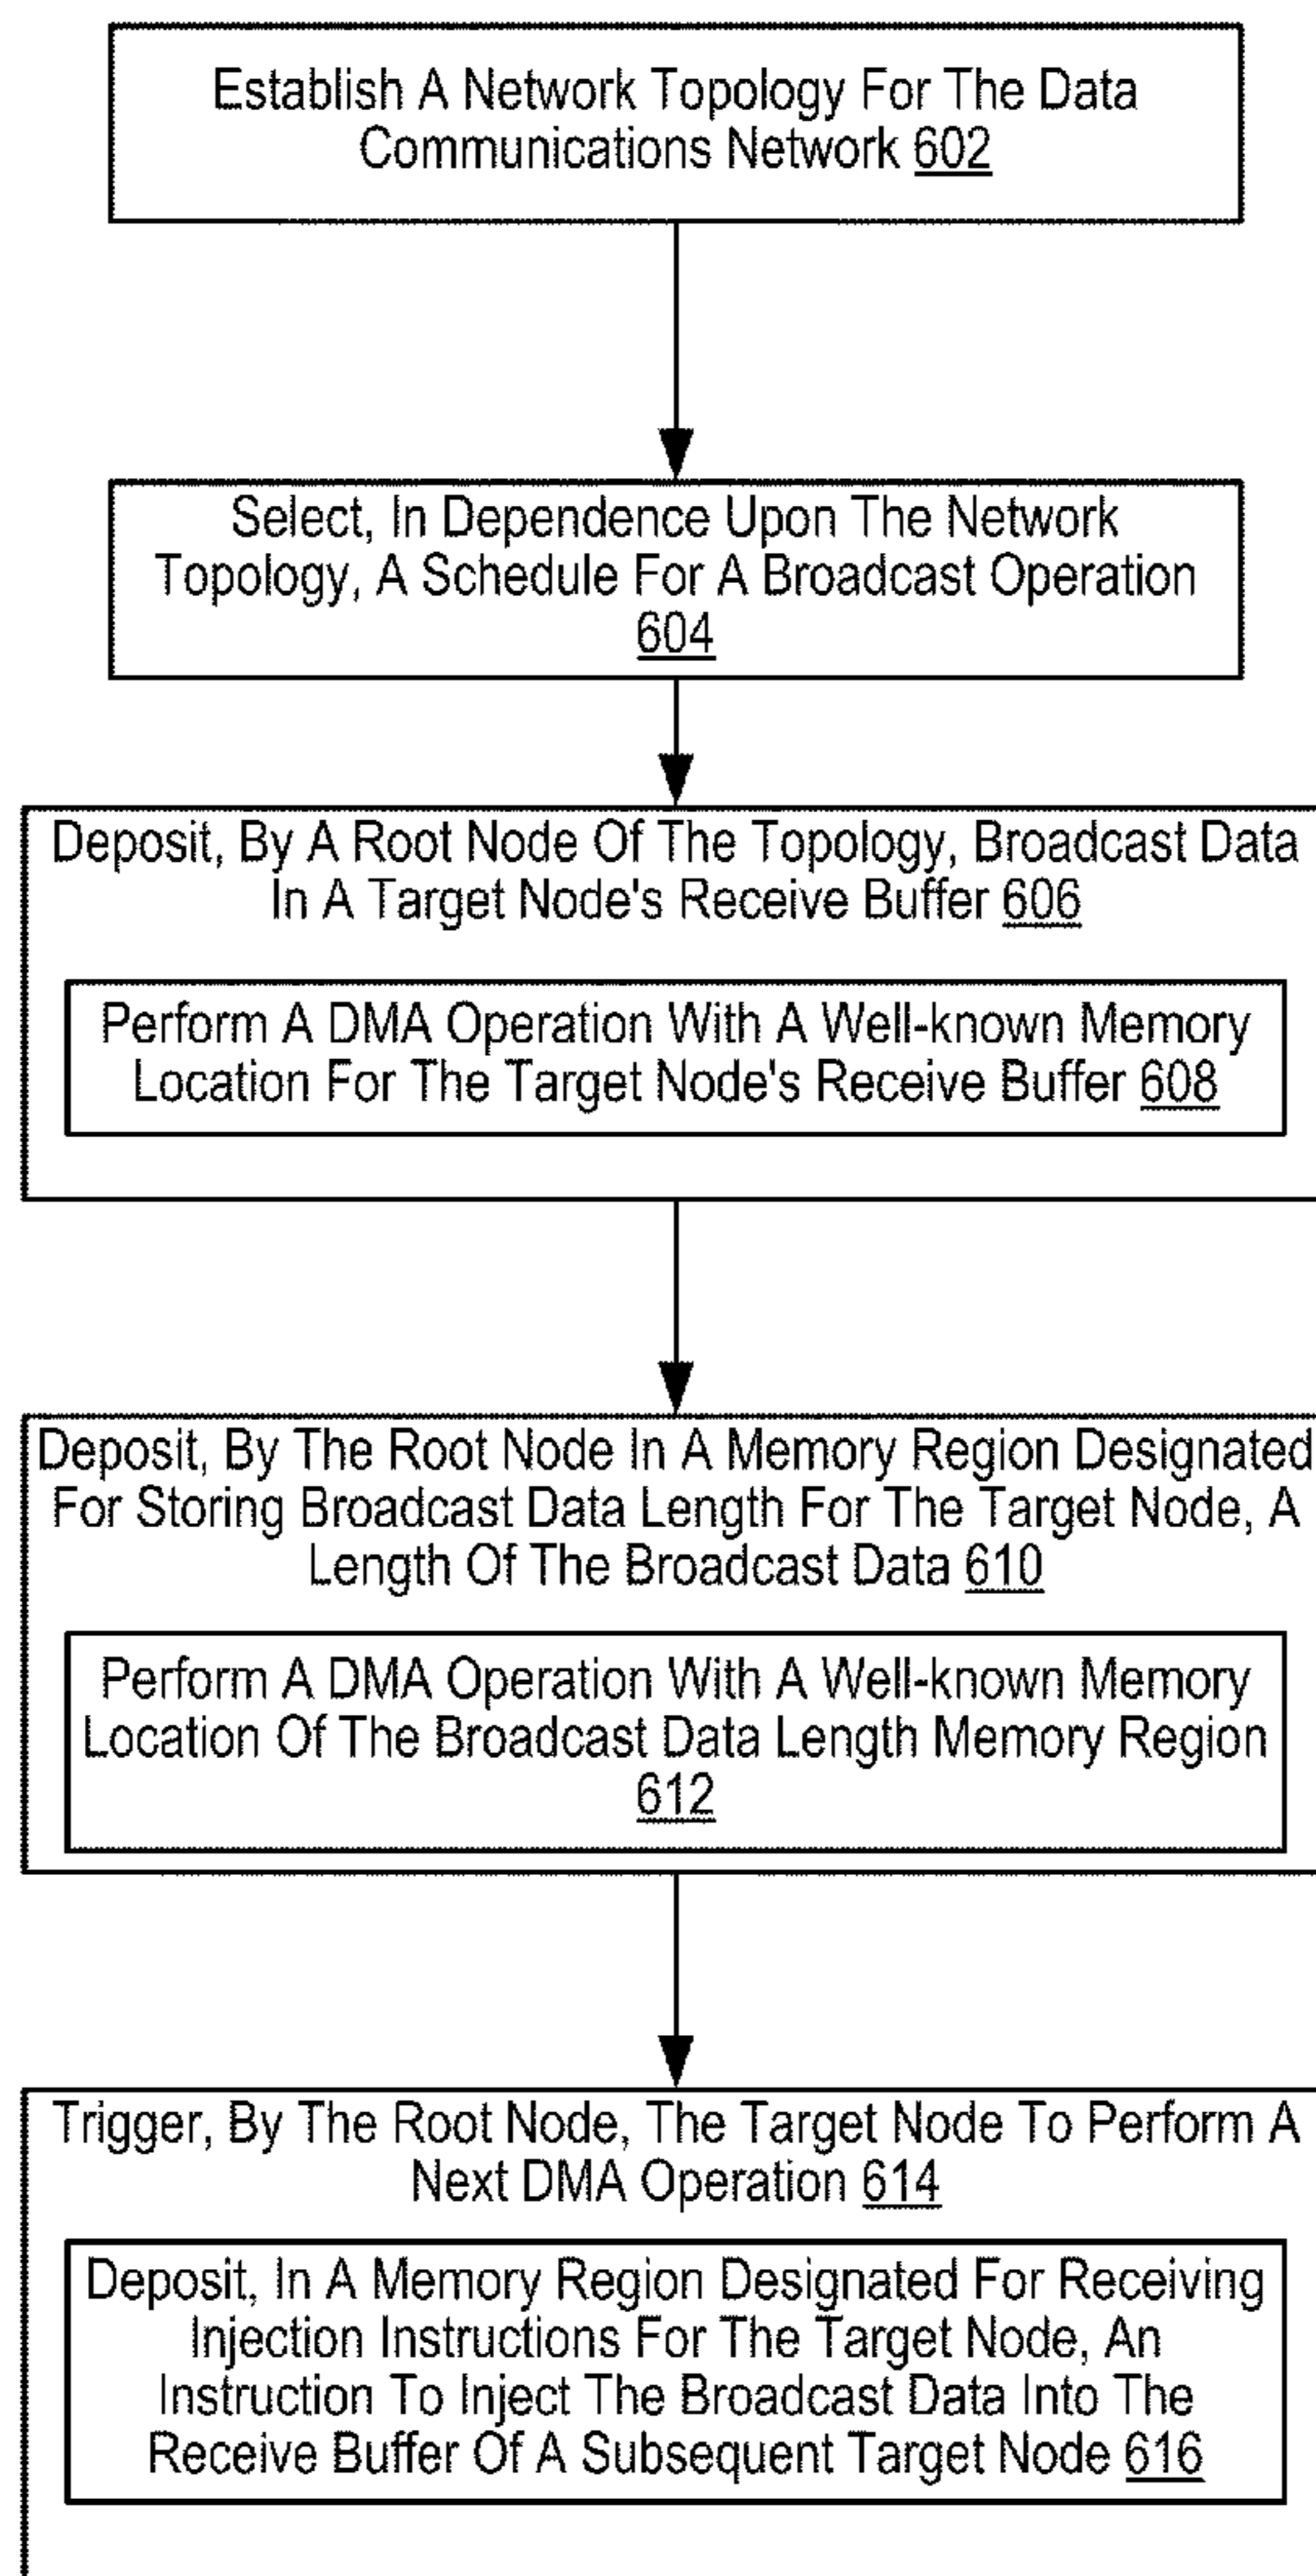 Establish A Network Topology For The Data
Communications Network 602
Select, In Dependence Upon The Network
Topology, A Schedule For A Broadcast Operation
604
Deposit, By A Root Node Of The Topology, Broadcast Data
In A Target Node's Receive Buffer 606
Perform A DMA Operation With A Well-known Memory
Location For The Target Node's Receive Buffer 608
Deposit, By The Root Node In A Memory Region Designated
For Storing Broadcast Data Length For The Target Node, A
Length Of The Broadcast Data 610
Perform A DMA Operation With A Well-known Memory
Location Of The Broadcast Data Length Memory Region
612
Trigger, By The Root Node, The Target Node To Perform A
Next DMA Operation 614
Deposit, In A Memory Region Designated For Receiving
Injection Instructions For The Target Node, An
Instruction To Inject The Broadcast Data Into The
Receive Buffer Of A Subsequent Target Node 616